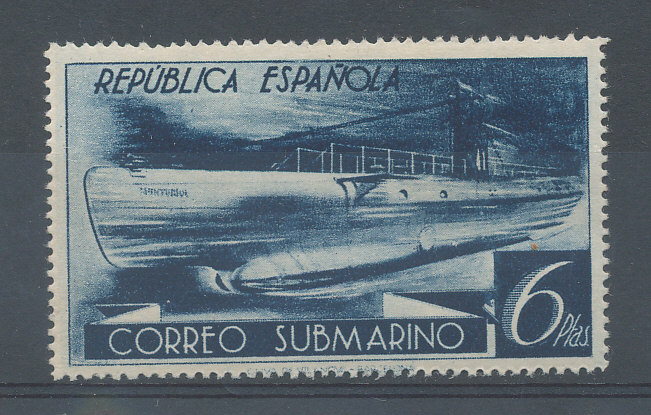 REPÚBLICA ESPAÑOLA
CORREO SUBMARINO
6 Ptas